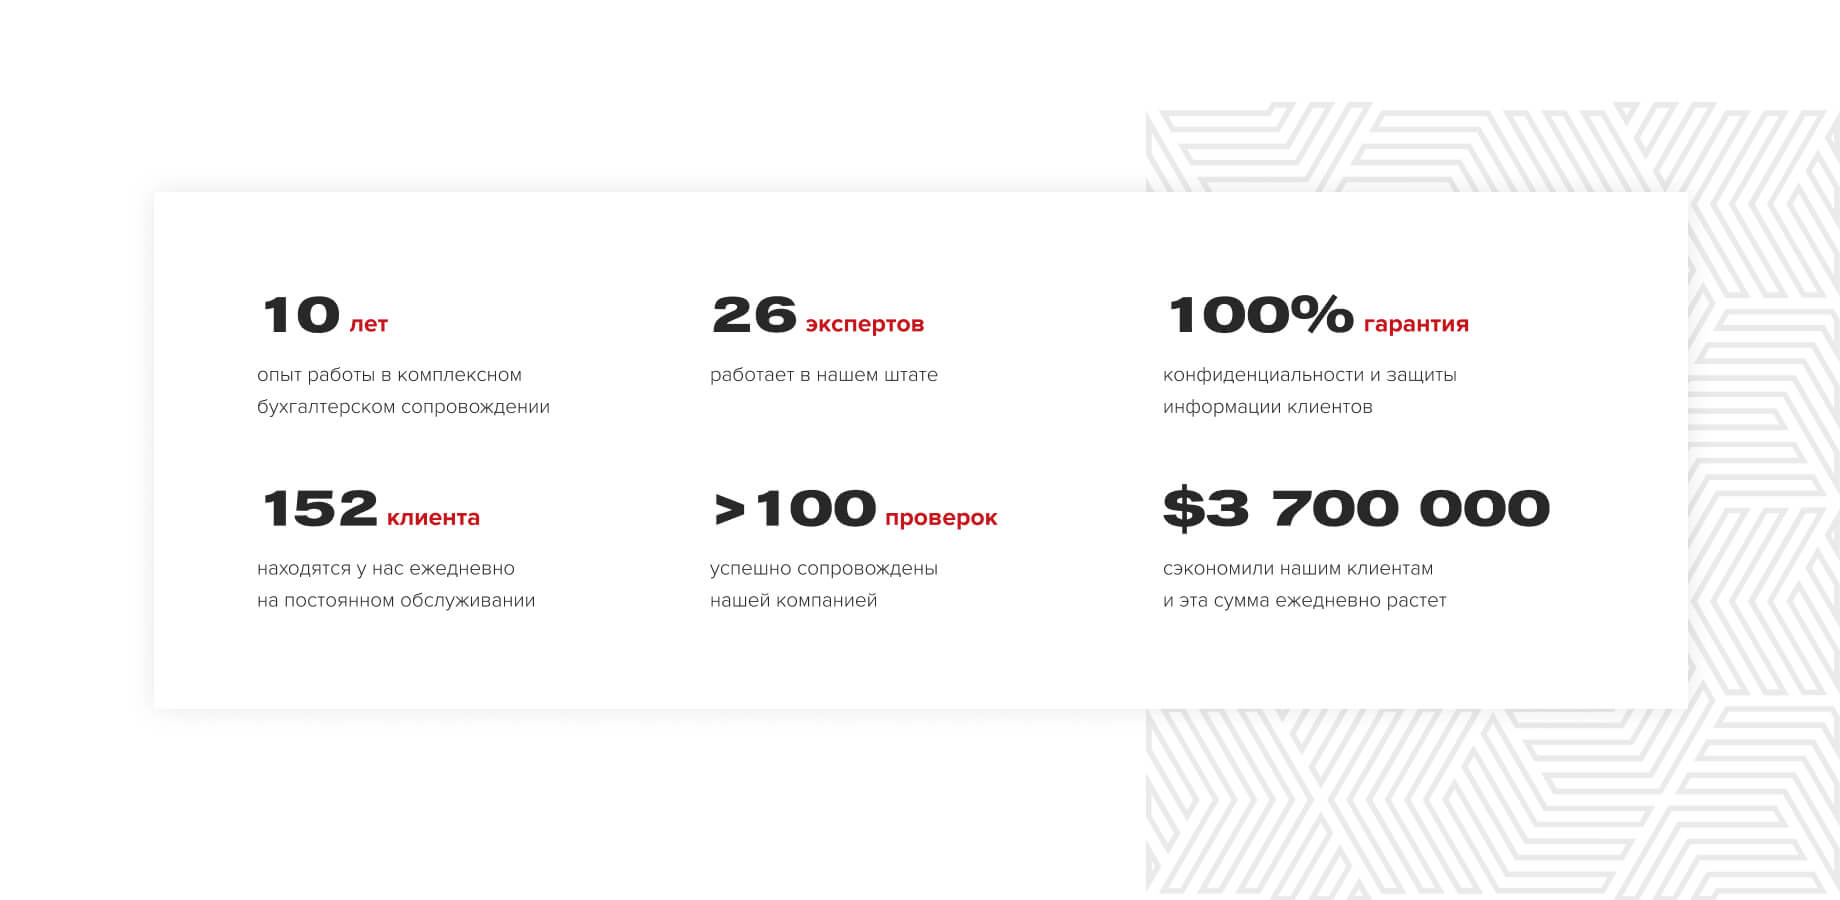 10 лет
опыт работы в комплексном
бухгалтерском сопровождении
26 экспертов
работает в нашем штате
100% гарантия
конфиденциальности и защиты
информации клиентов
152 клиента
находятся у нас ежедневно
на постоянном обслуживании
>100 проверок
успешно сопровождены
нашей компанией
$3 700 000
сэкономили нашим клиентам
и эта сумма ежедневно растет